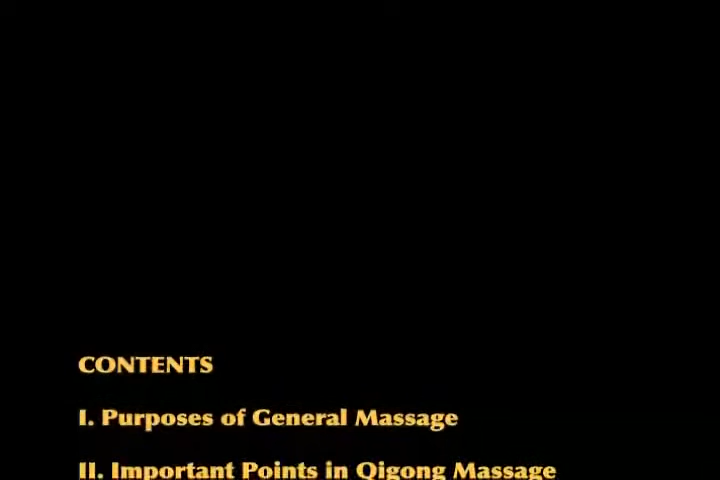 CONTENTS
I. Purposes of General Massage
II. Important Points in Qigong Massage